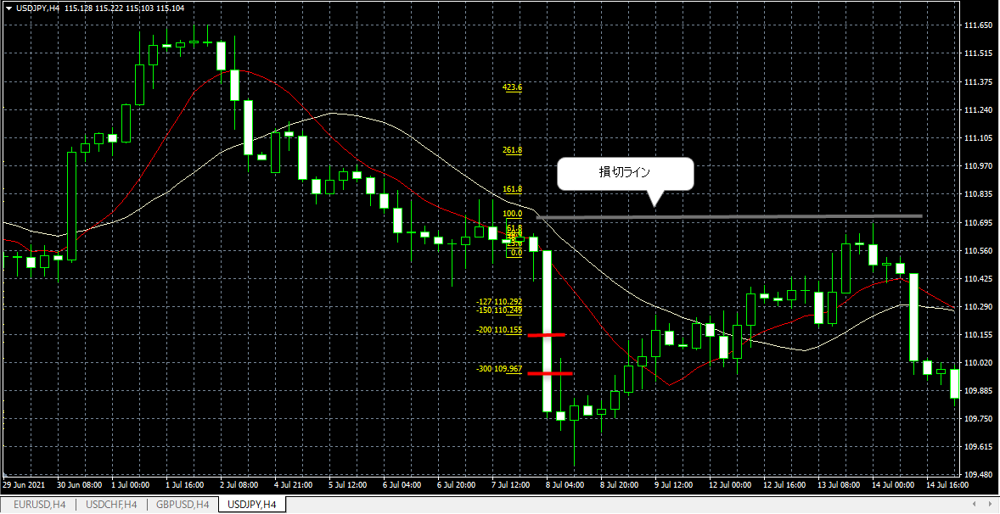 USDJPY,H4 115.128 115.222 115.103 115.104
111.650
111.515
111.375
111.240
111.105
110.970
110.835
110.695
110.560
110.425
110.290
110.155
110.020
109.885
109.750
109.615
109.480
423.6
261.8
161.8
100.0
61.8
23.6
0.0
-127 110.292
-150 110.249
-200 110.155
-300 109.967
損切ライン
29 Jun 2021
30 Jun 08:00
1 Jul 00:00
1 Jul 16:00
2 Jul 08:00
4 Jul 21:00
5 Jul 12:00
6 Jul 04:00
6 Jul 20:00
7 Jul 12:00
8 Jul 04:00
8 Jul 20:00
9 Jul 12:00
12 Jul 00:00
12 Jul 16:00
13 Jul 08:00
14 Jul 00:00
14 Jul 16:00
EURUSD,H4
USDCHF,H4
GBPUSD,H4
USDJPY,H4